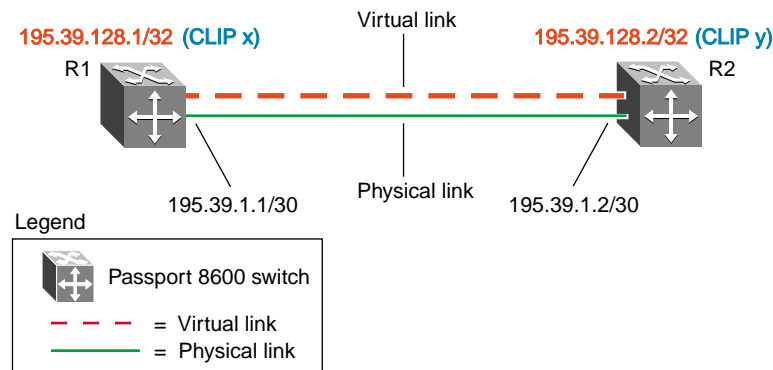 Virtual link
195.39.128.1/32 (CLIP x)
195.39.128.2/32 (CLIP y)
R1
R2
Physical link
195.39.1.1/30
195.39.1.2/30
Legend
Passport 8600 switch
= Virtual link
= Physical link